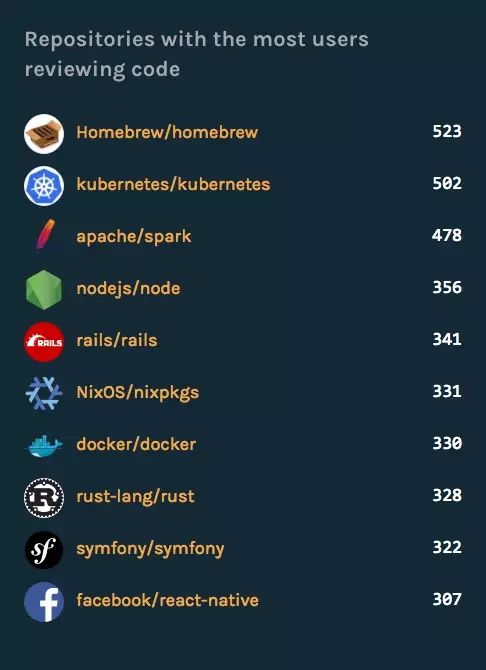 Repositories with the most users
reviewing code
Homebrew/homebrew 523
kubernetes/kubernetes 502
apache/spark 478
nodejs/node 356
RAILS rails/rails 341
NixOS/nixpkgs 331
docker/docker 330
R rust-lang/rust 328
sf symfony/symfony 322
f facebook/react-native 307